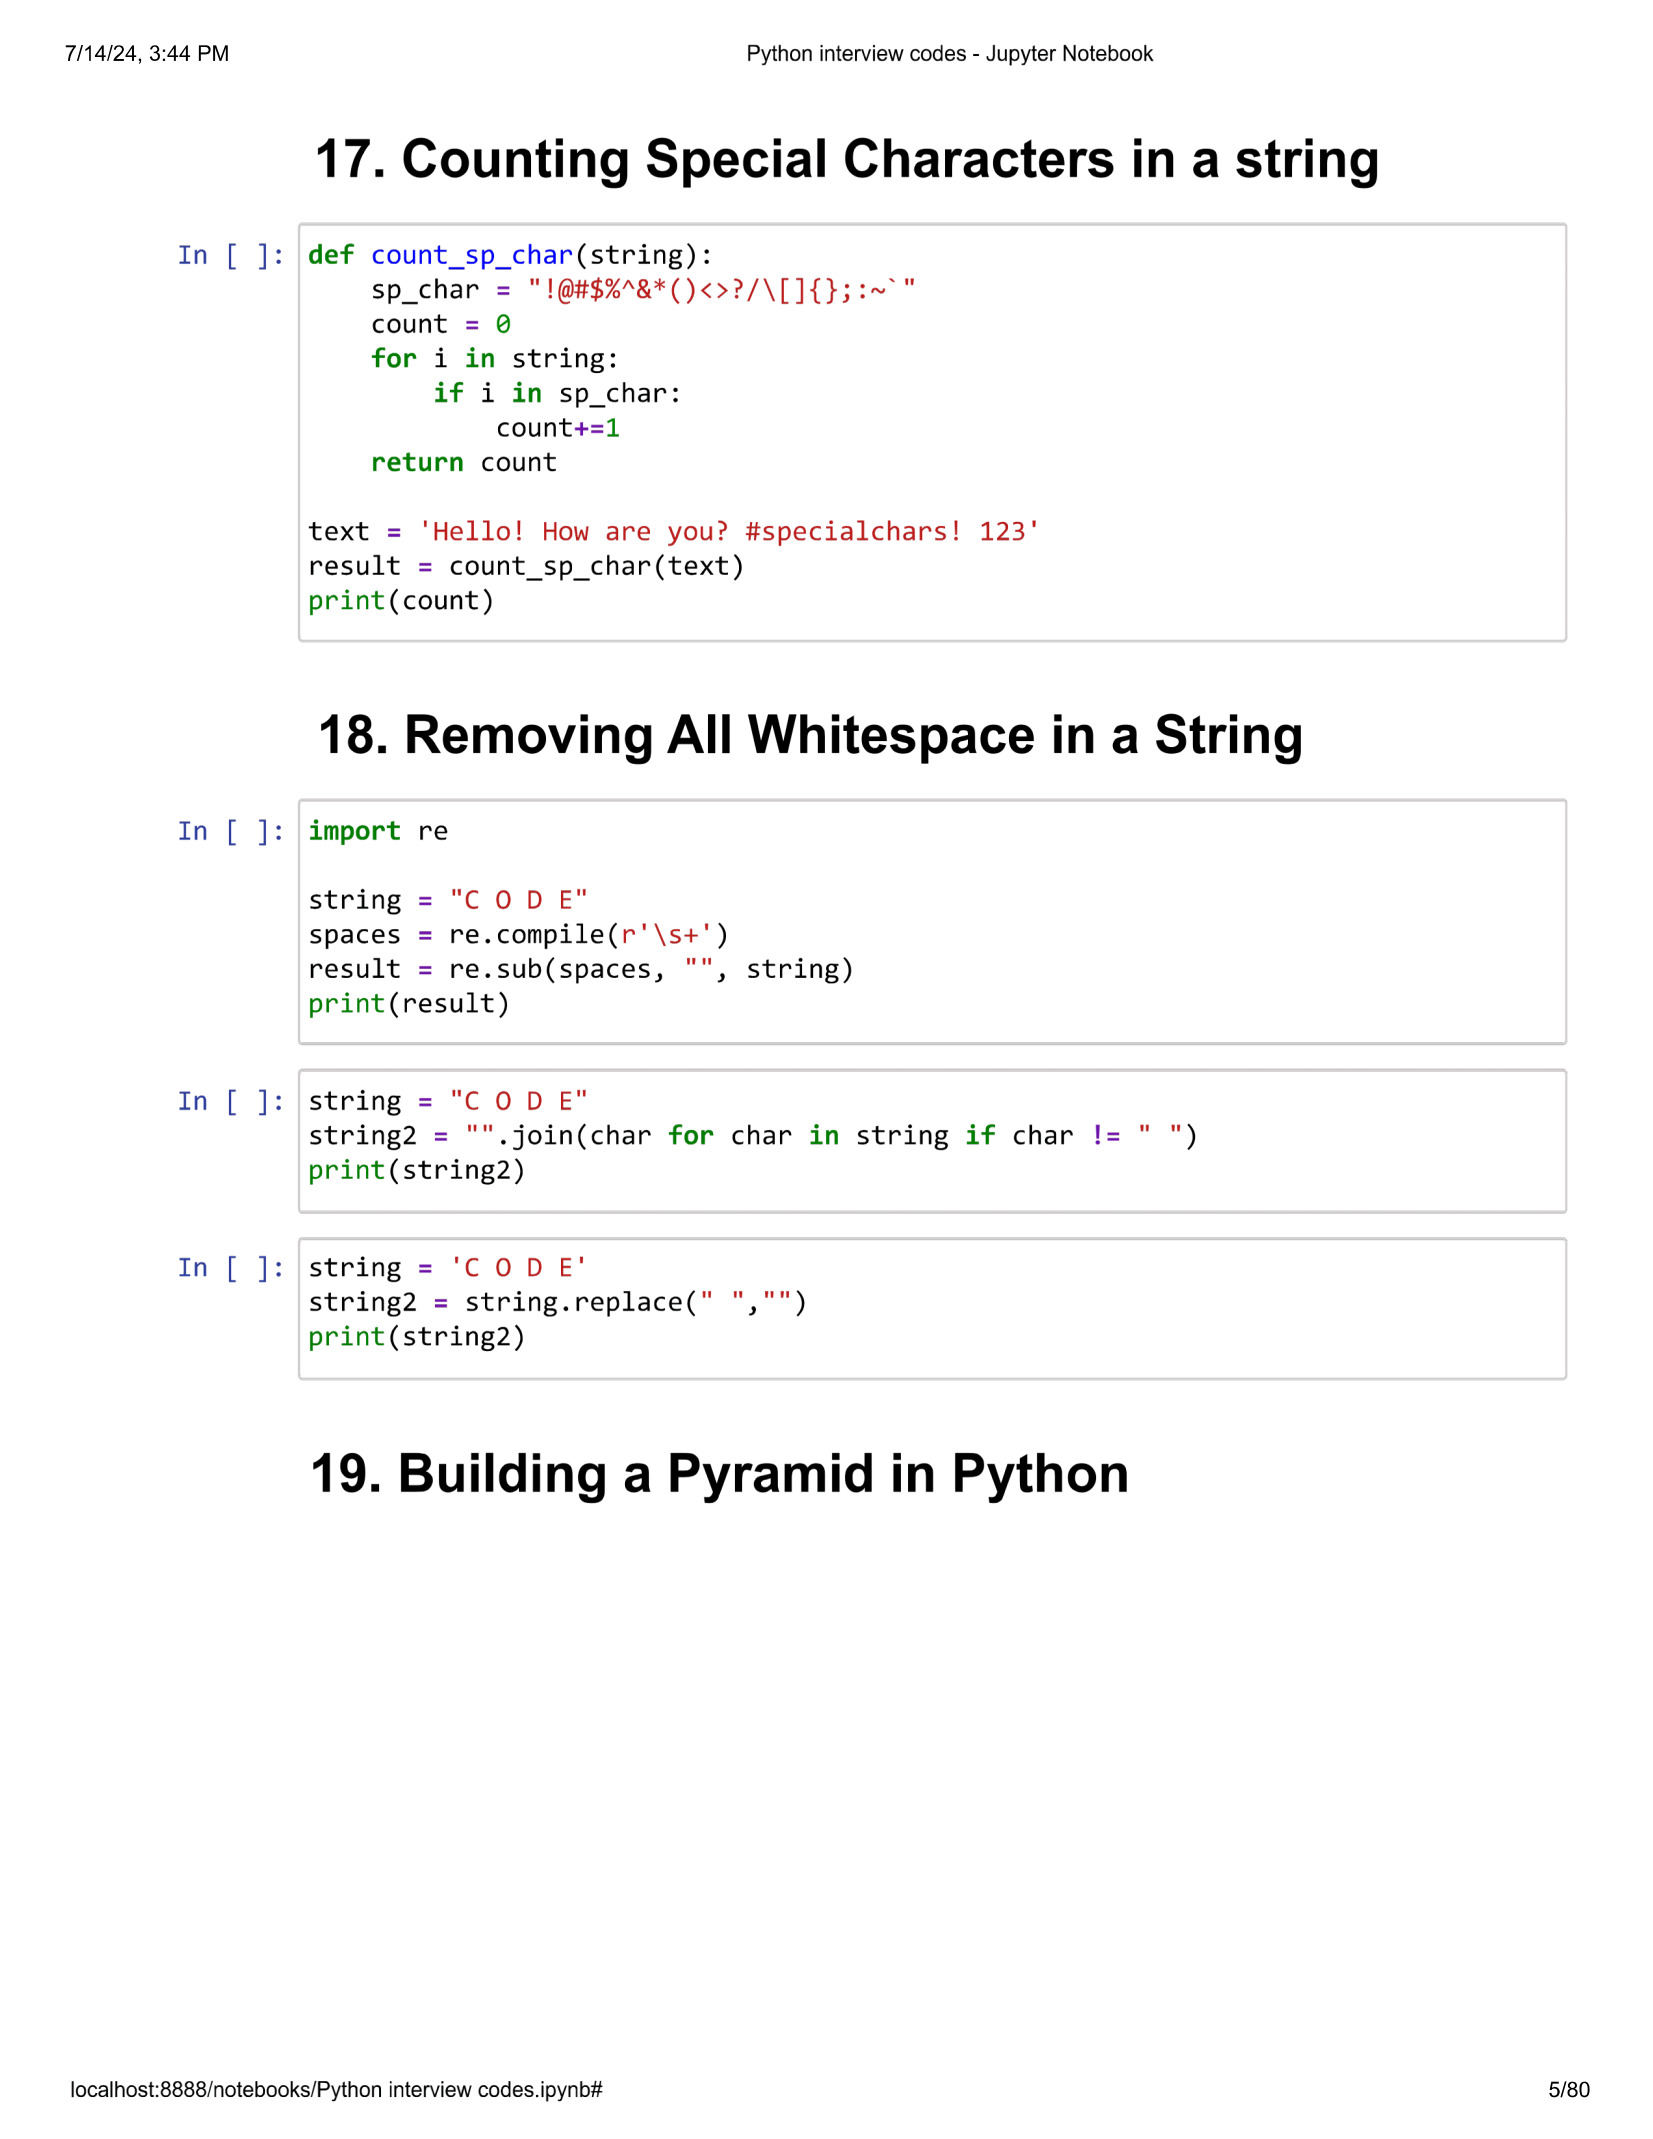 7/14/24, 3:44 PM
Python interview codes - Jupyter Notebook
17. Counting Special Characters in a string
In [ ]:
def count_sp_char(string):
    sp_char = "!@#$%^&*()<>?/\[]{};:~`"
    count = 0
    for i in string:
        if i in sp_char:
            count+=1
    return count

text = 'Hello! How are you? #specialchars! 123'
result = count_sp_char(text)
print(count)
18. Removing All Whitespace in a String
In [ ]:
import re

string = "C O D E"
spaces = re.compile(r'\s+')
result = re.sub(spaces, "", string)
print(result)
In [ ]:
string = "C O D E"
string2 = "".join(char for char in string if char != " ")
print(string2)
In [ ]:
string = 'C O D E'
string2 = string.replace(" ","")
print(string2)
19. Building a Pyramid in Python
localhost:8888/notebooks/Python interview codes.ipynb#
5/80